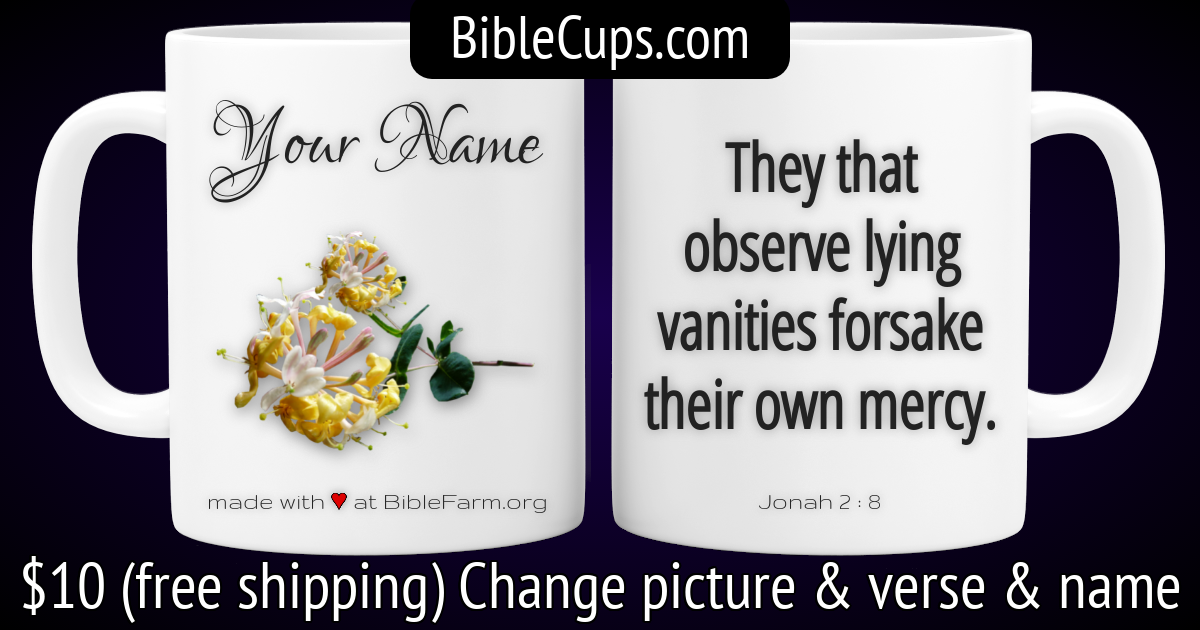 BibleCups.com
Your Name
made with ♥ at BibleFarm.org
They that
observe lying
vanities forsake
their own mercy.
Jonah 2 : 8
$10 (free shipping) Change picture & verse & name